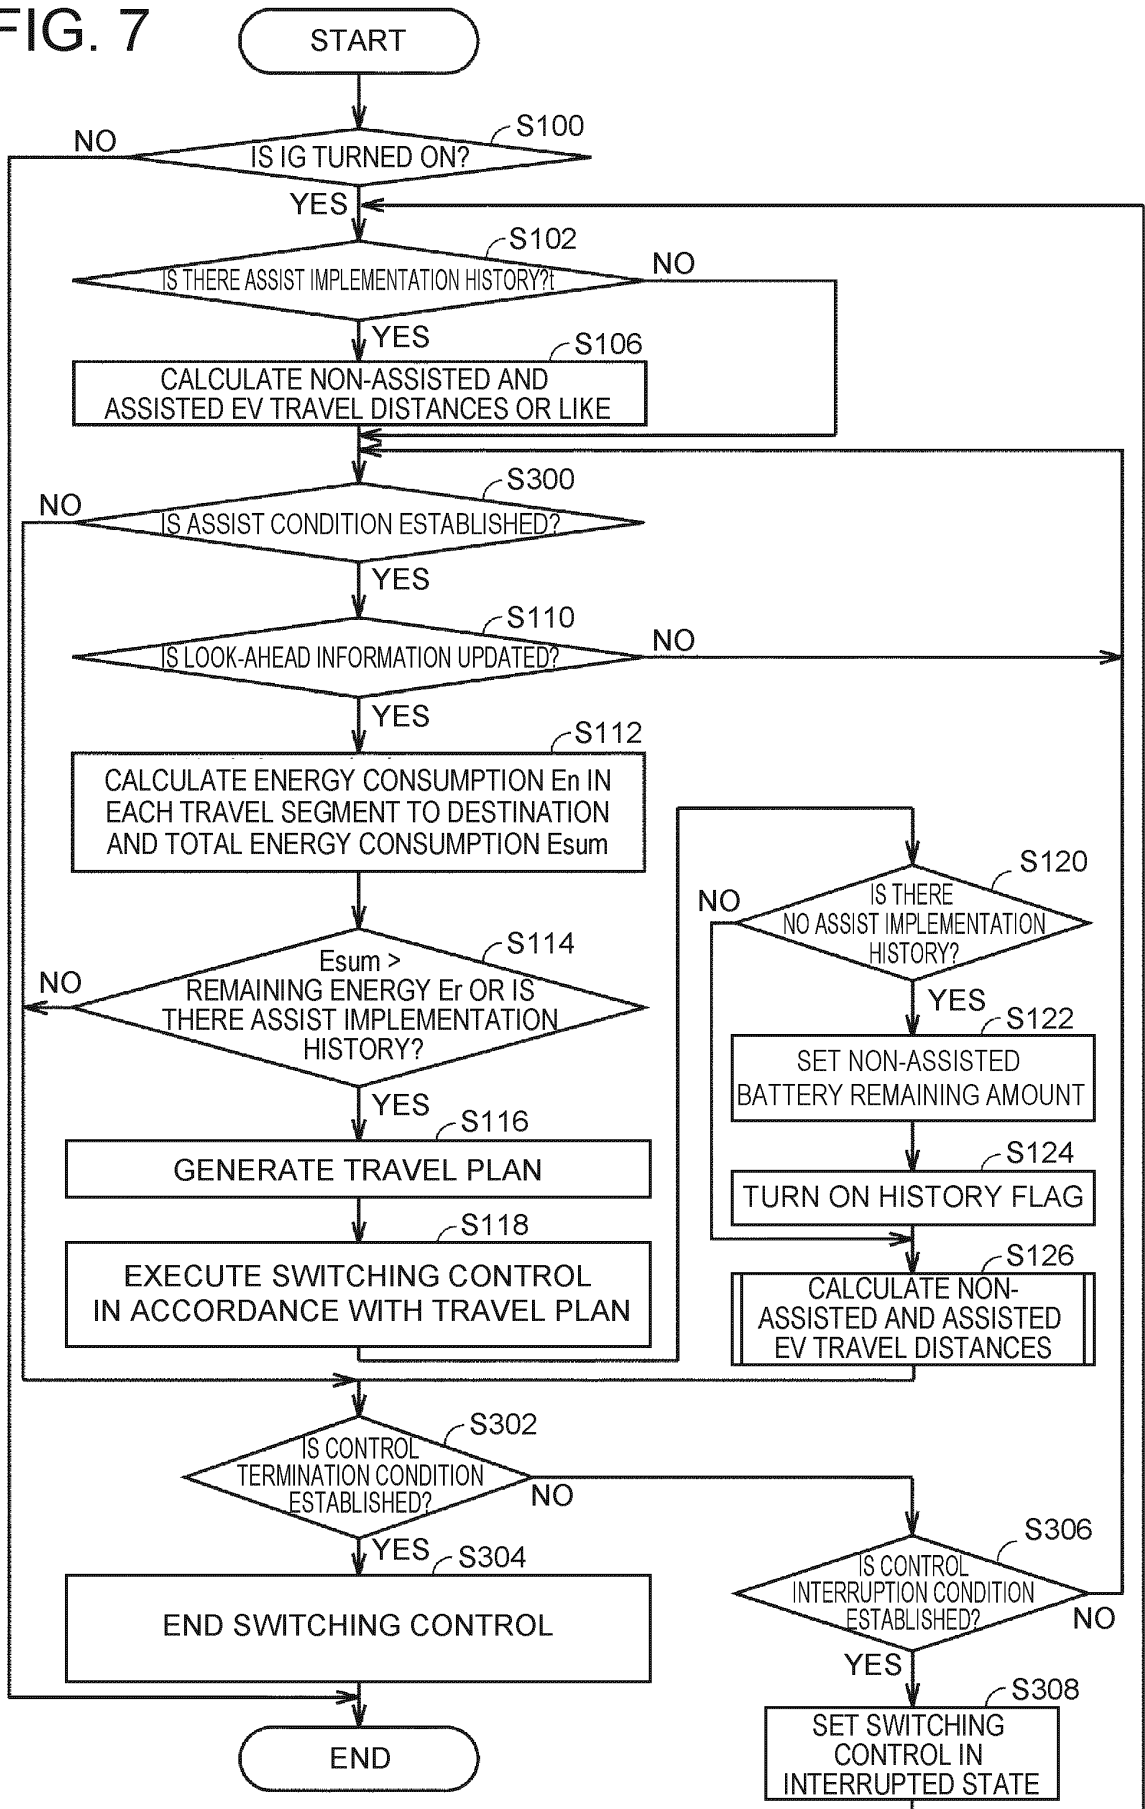 FIG. 7
START
S100
NO
IS IG TURNED ON?
YES
S102
NO
IS THERE ASSIST IMPLEMENTATION HISTORY?t
YES
S106
CALCULATE NON-ASSISTED AND
ASSISTED EV TRAVEL DISTANCES OR LIKE
S300
NO
IS ASSIST CONDITION ESTABLISHED?
YES
S110
NO
IS LOOK-AHEAD INFORMATION UPDATED?
YES
S112
CALCULATE ENERGY CONSUMPTION En IN
EACH TRAVEL SEGMENT TO DESTINATION
AND TOTAL ENERGY CONSUMPTION Esum
S114
NO
Esum >
REMAINING ENERGY Er OR IS
THERE ASSIST IMPLEMENTATION
HISTORY?
YES
S116
GENERATE TRAVEL PLAN
S118
EXECUTE SWITCHING CONTROL
IN ACCORDANCE WITH TRAVEL PLAN
S120
NO
IS THERE
NO ASSIST IMPLEMENTATION
HISTORY?
YES
S122
SET NON-ASSISTED
BATTERY REMAINING AMOUNT
S124
TURN ON HISTORY FLAG
S126
CALCULATE NON-
ASSISTED AND ASSISTED
EV TRAVEL DISTANCES
S302
IS CONTROL
TERMINATION CONDITION
ESTABLISHED?
NO
YES
S304
END SWITCHING CONTROL
END
S306
IS CONTROL
INTERRUPTION CONDITION
ESTABLISHED?
NO
YES
S308
SET SWITCHING
CONTROL IN
INTERRUPTED STATE